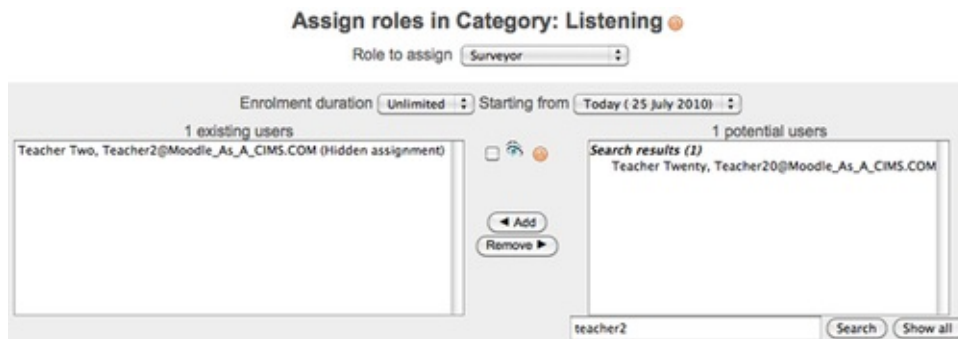 Assign roles in Category: Listening
Role to assign Surveyor
Enrolment duration Unlimited Starting from Today ( 25 July 2010)
1 existing users
1 potential users
Teacher Two, Teacher2@Moodle_As_A_CIMS.COM (Hidden assignment)
Search results (1)
Teacher Twenty, Teacher20@Moodle_As_A_CIMS.COM
Add
Remove
teacher2 Search Show all